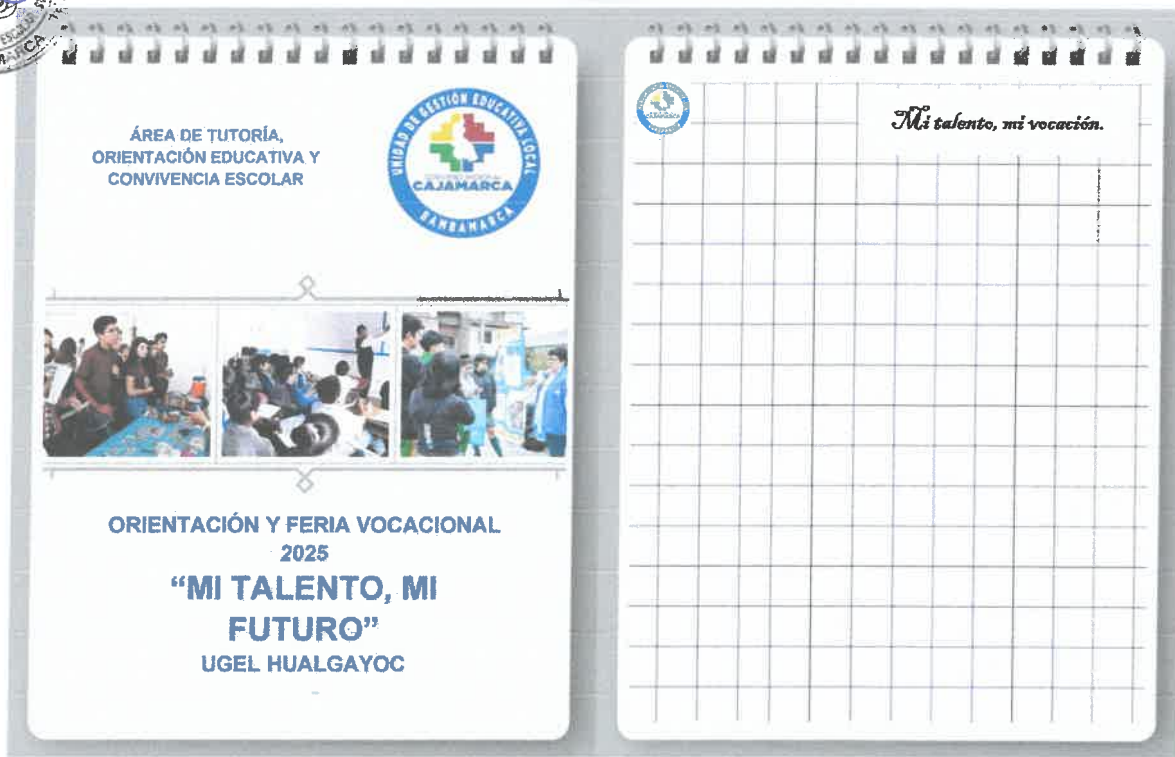 ÁREA DE TUTORÍA,
ORIENTACIÓN EDUCATIVA Y
CONVIVENCIA ESCOLAR
UNIDAD DE GESTIÓN EDUCATIVA LOCAL
CAJAMARCA
BAMBAMARCA
ORIENTACIÓN Y FERIA VOCACIONAL
2025
“MI TALENTO, MI
FUTURO”
UGEL HUALGAYOC
CAJAMARCA
Mi talento, mi vocación.